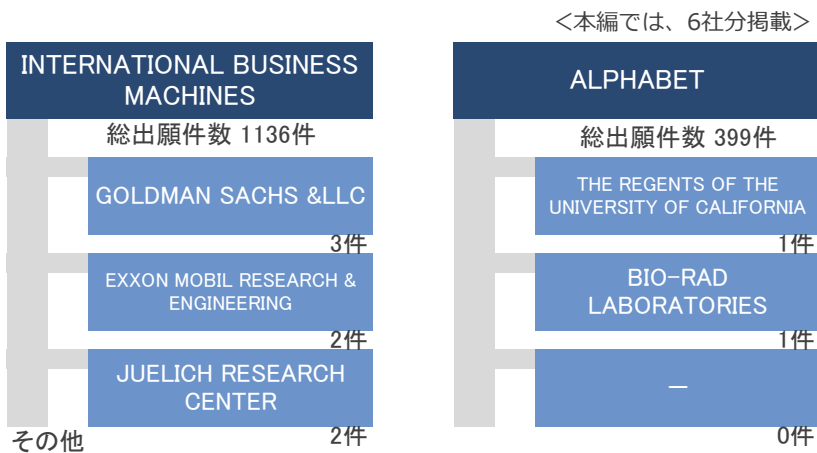 ＜本編では、6社分掲載＞
INTERNATIONAL BUSINESS
MACHINES
総出願件数 1136件
GOLDMAN SACHS &LLC
3件
EXXON MOBIL RESEARCH &
ENGINEERING
2件
JUELICH RESEARCH
CENTER
2件
その他
ALPHABET
総出願件数 399件
THE REGENTS OF THE
UNIVERSITY OF CALIFORNIA
1件
BIO-RAD
LABORATORIES
1件
－
0件